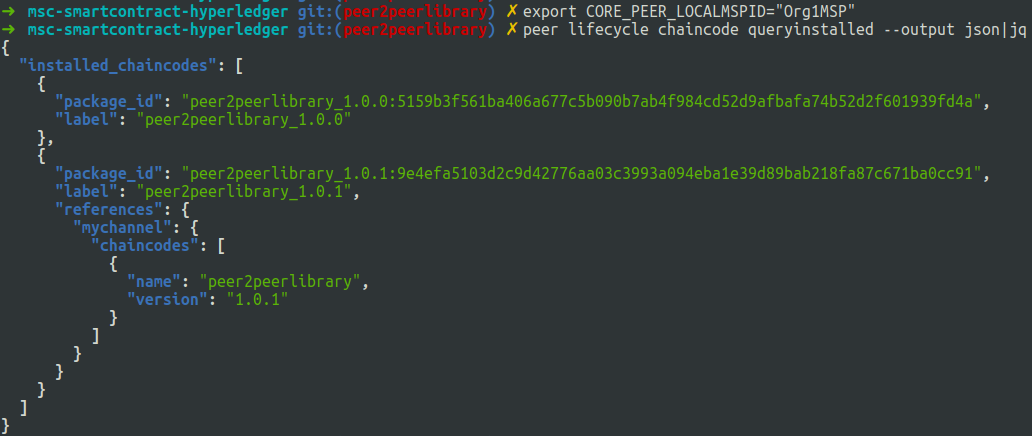 ➜  msc-smartcontract-hyperledger git:(peer2peerlibrary) ✗ export CORE_PEER_LOCALMSPID="Org1MSP"
➜  msc-smartcontract-hyperledger git:(peer2peerlibrary) ✗ peer lifecycle chaincode queryinstalled --output json|jq
{
  "installed_chaincodes": [
    {
      "package_id": "peer2peerlibrary_1.0.0:5159b3f561ba406a677c5b090b7ab4f984cd52d9afbafa74b52d2f601939fd4a",
      "label": "peer2peerlibrary_1.0.0"
    },
    {
      "package_id": "peer2peerlibrary_1.0.1:9e4efa5103d2c9d42776aa03c3993a094eba1e39d89bab218fa87c671ba0cc91",
      "label": "peer2peerlibrary_1.0.1",
      "references": {
        "mychannel": {
          "chaincodes": [
            {
              "name": "peer2peerlibrary",
              "version": "1.0.1"
            }
          ]
        }
      }
    }
  ]
}